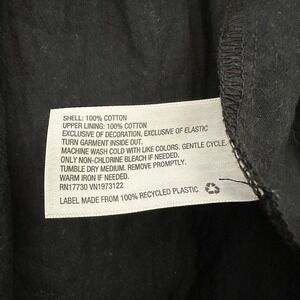 SHELL: 100% COTTON
UPPER LINING: 100% COTTON
EXCLUSIVE OF DECORATION, EXCLUSIVE OF ELASTIC
TURN GARMENT INSIDE OUT.
MACHINE WASH COLD WITH LIKE COLORS. GENTLE CYCLE.
ONLY NON-CHLORINE BLEACH IF NEEDED.
TUMBLE DRY MEDIUM. REMOVE PROMPTLY.
WARM IRON IF NEEDED.
RN17730 VN1973122
LABEL MADE FROM 100% RECYCLED PLASTIC